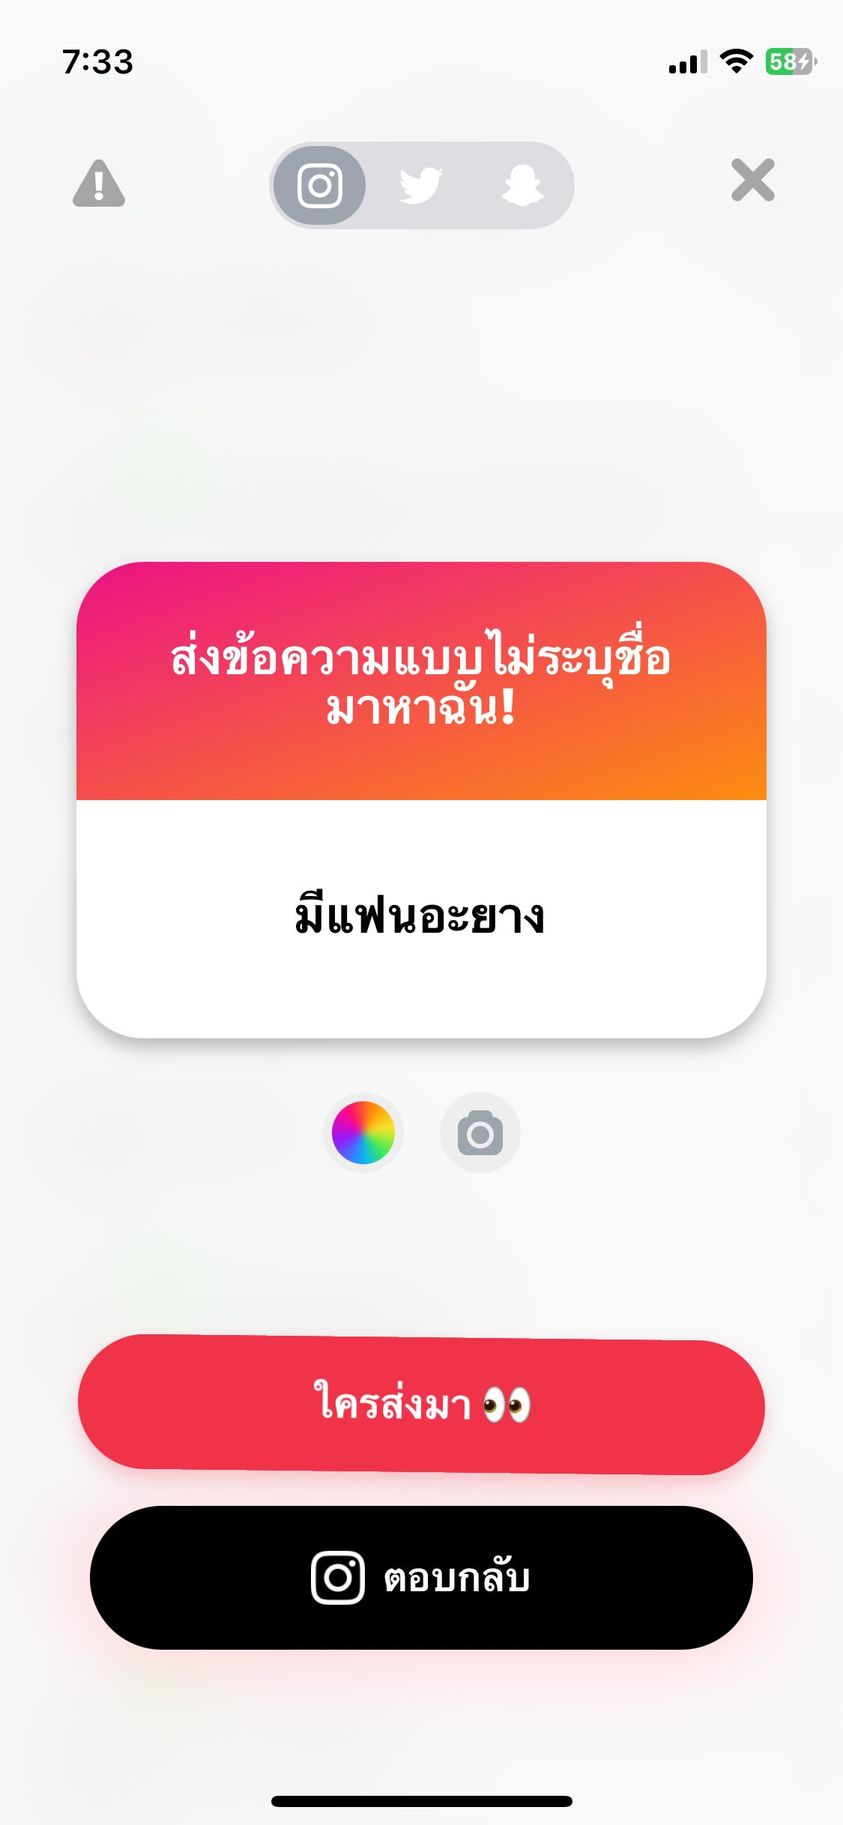 7:33
58
ส่งข้อความแบบไม่ระบุชื่อ
มาหาฉัน!
มีแฟนอะยาง
ใครส่งมา 👀
ตอบกลับ